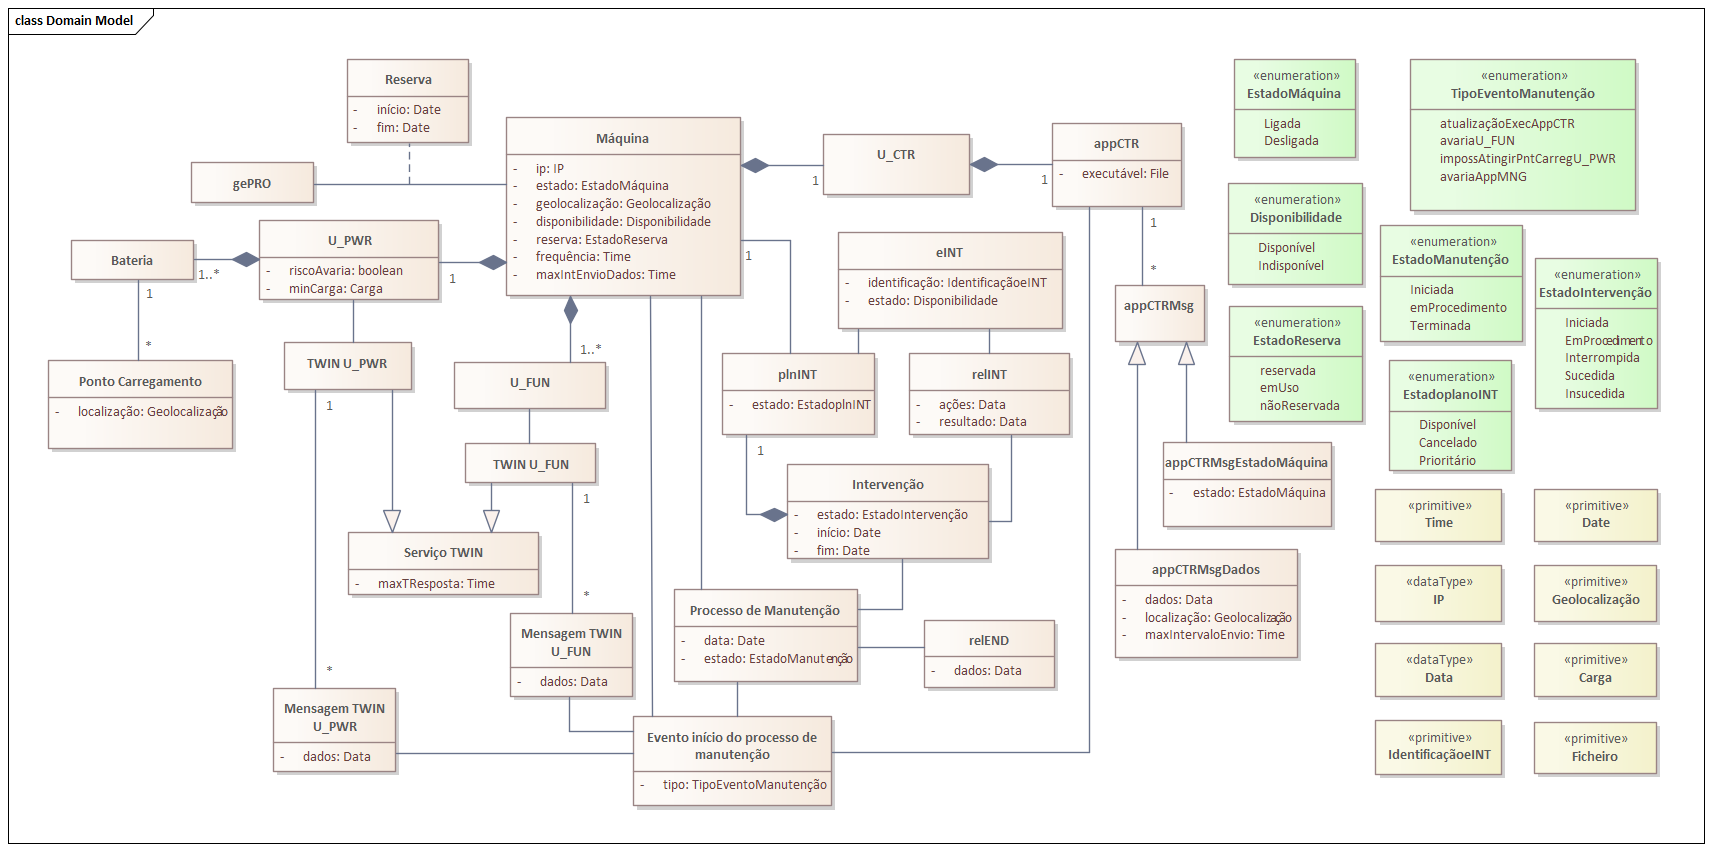 class Domain Model
Reserva
- início: Date
- fim: Date
gePRO
Máquina
- ip: IP
- estado: EstadoMáquina
- geolocalização: Geolocalização
- disponibilidade: Disponibilidade
- reserva: EstadoReserva
- frequência: Time
- maxIntEnvioDados: Time
U_CTR
1
appCTR
- executável: File
1
1
*
U_PWR
- riscoAvaria: boolean
- minCarga: Carga
1
Bateria
1..*
1
*
Ponto Carregamento
- localização: Geolocalização
TWIN U_PWR
1
*
U_FUN
1..*
TWIN U_FUN
1
*
Serviço TWIN
- maxTResposta: Time
Mensagem TWIN
U_FUN
- dados: Data
Mensagem TWIN
U_PWR
- dados: Data
1
eINT
- identificação: IdentificaçãoeINT
- estado: Disponibilidade
plnINT
- estado: EstadoplnINT
1
relINT
- ações: Data
- resultado: Data
Intervenção
- estado: EstadoIntervenção
- início: Date
- fim: Date
Processo de Manutenção
- data: Date
- estado: EstadoManutenção
relEND
- dados: Data
Evento início do processo de
manutenção
- tipo: TipoEventoManutenção
appCTRMsg
appCTRMsgEstadoMáquina
- estado: EstadoMáquina
appCTRMsgDados
- dados: Data
- localização: Geolocalização
- maxIntervaloEnvio: Time
«enumeration»
EstadoMáquina
Ligada
Desligada
«enumeration»
TipoEventoManutenção
atualizaçãoExecAppCTR
avariaU_FUN
impossAtingirPntCarregU_PWR
avariaAppMNG
«enumeration»
Disponibilidade
Disponível
Indisponível
«enumeration»
EstadoManutenção
Iniciada
emProcedimento
Terminada
«enumeration»
EstadoIntervenção
Iniciada
EmProcedimento
Interrompida
Sucedida
Insucedida
«enumeration»
EstadoReserva
reservada
emUso
nãoReservada
«enumeration»
EstadoplanoINT
Disponível
Cancelado
Prioritário
«primitive»
Time
«primitive»
Date
«dataType»
IP
«primitive»
Geolocalização
«dataType»
Data
«primitive»
Carga
«primitive»
IdentificaçãoeINT
«primitive»
Ficheiro